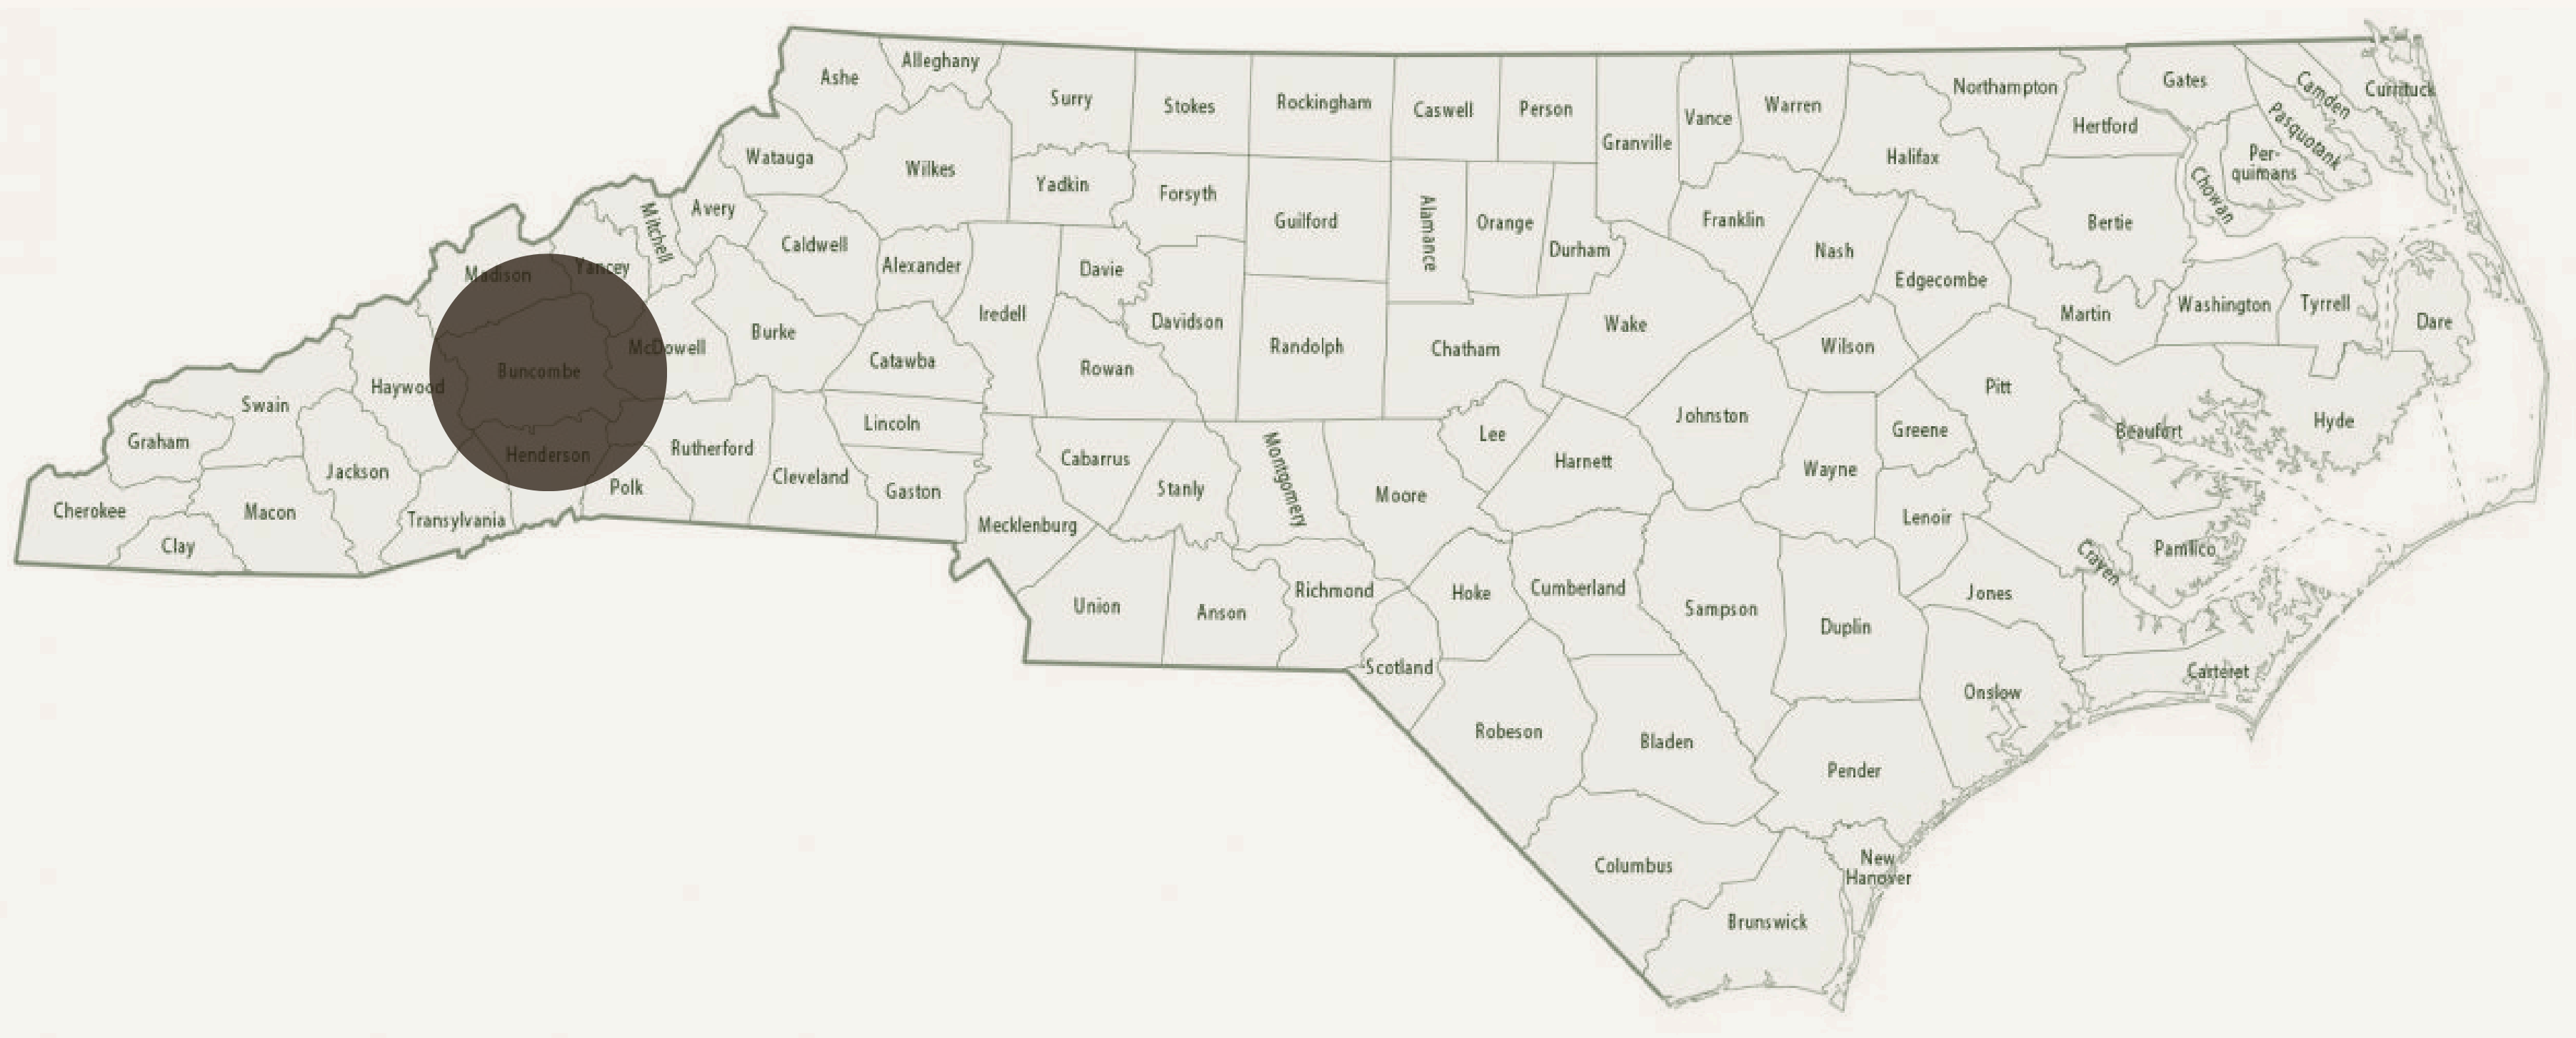 Alleghany
Ashe
Surry
Stokes
Rockingham
Caswell
Person
Granville
Vance
Warren
Northampton
Gates
Camden
Currituck
Hertford
Pasquotank
Halifax
Per-
quimans
Chowan
Watauga
Wilkes
Yadkin
Forsyth
Guilford
Alamance
Orange
Durham
Franklin
Nash
Bertie
Avery
Mitchell
Caldwell
Alexander
Davie
Edgecombe
Madison
Yancey
Iredell
Davidson
Wake
Martin
Washington
Tyrrell
Dare
McDowell
Burke
Catawba
Rowan
Randolph
Chatham
Wilson
Buncombe
Haywood
Swain
Pitt
Johnston
Greene
Beaufort
Hyde
Lincoln
Lee
Graham
Jackson
Henderson
Rutherford
Cabarrus
Montgomery
Harnett
Wayne
Polk
Cleveland
Gaston
Stanly
Moore
Cherokee
Macon
Transylvania
Mecklenburg
Lenoir
Clay
Craven
Pamlico
Union
Anson
Richmond
Hoke
Cumberland
Sampson
Duplin
Jones
Scotland
Onslow
Carteret
Robeson
Bladen
Pender
Columbus
New
Hanover
Brunswick